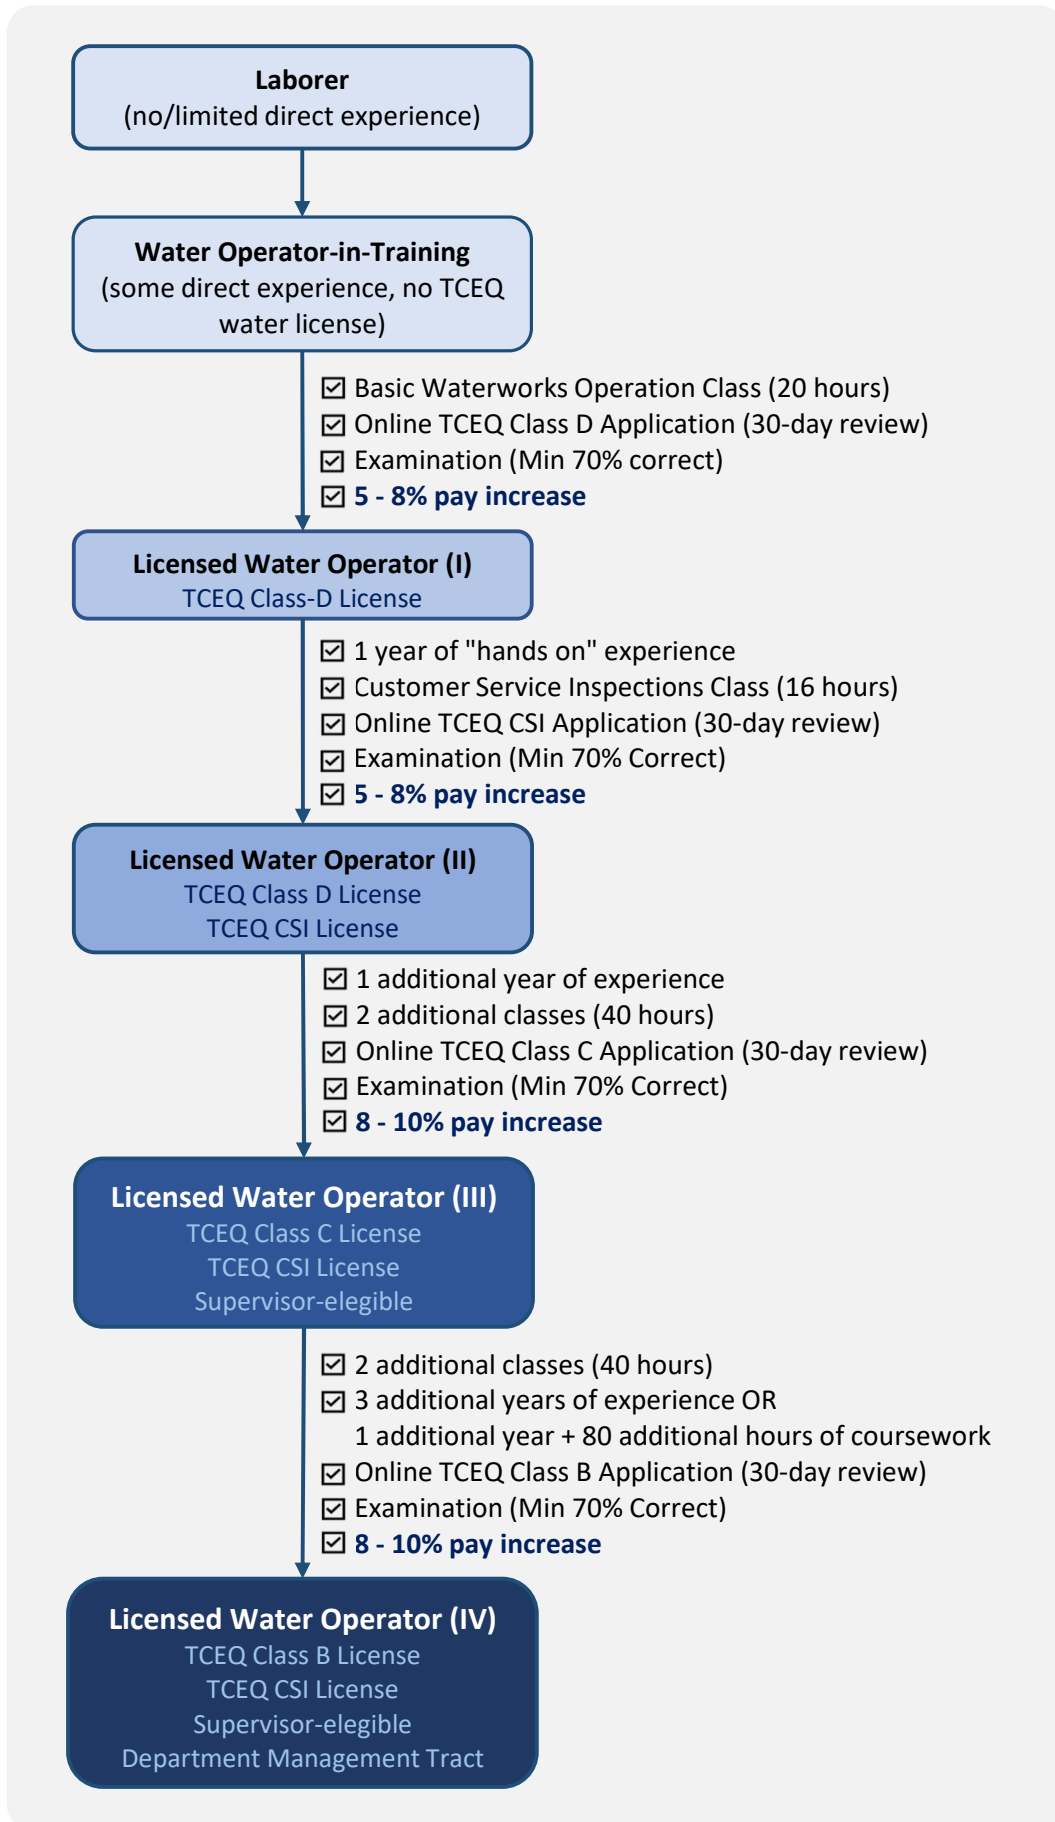 Laborer
(no/limited direct experience)
Water Operator-in-Training
(some direct experience, no TCEQ
water license)
☑ Basic Waterworks Operation Class (20 hours)
☑ Online TCEQ Class D Application (30-day review)
☑ Examination (Min 70% correct)
☑ 5 - 8% pay increase
Licensed Water Operator (I)
TCEQ Class-D License
☑ 1 year of "hands on" experience
☑ Customer Service Inspections Class (16 hours)
☑ Online TCEQ CSI Application (30-day review)
☑ Examination (Min 70% Correct)
☑ 5 - 8% pay increase
Licensed Water Operator (II)
TCEQ Class D License
TCEQ CSI License
☑ 1 additional year of experience
☑ 2 additional classes (40 hours)
☑ Online TCEQ Class C Application (30-day review)
☑ Examination (Min 70% Correct)
☑ 8 - 10% pay increase
Licensed Water Operator (III)
TCEQ Class C License
TCEQ CSI License
Supervisor-elegible
☑ 2 additional classes (40 hours)
☑ 3 additional years of experience OR
1 additional year + 80 additional hours of coursework
☑ Online TCEQ Class B Application (30-day review)
☑ Examination (Min 70% Correct)
☑ 8 - 10% pay increase
Licensed Water Operator (IV)
TCEQ Class B License
TCEQ CSI License
Supervisor-elegible
Department Management Tract